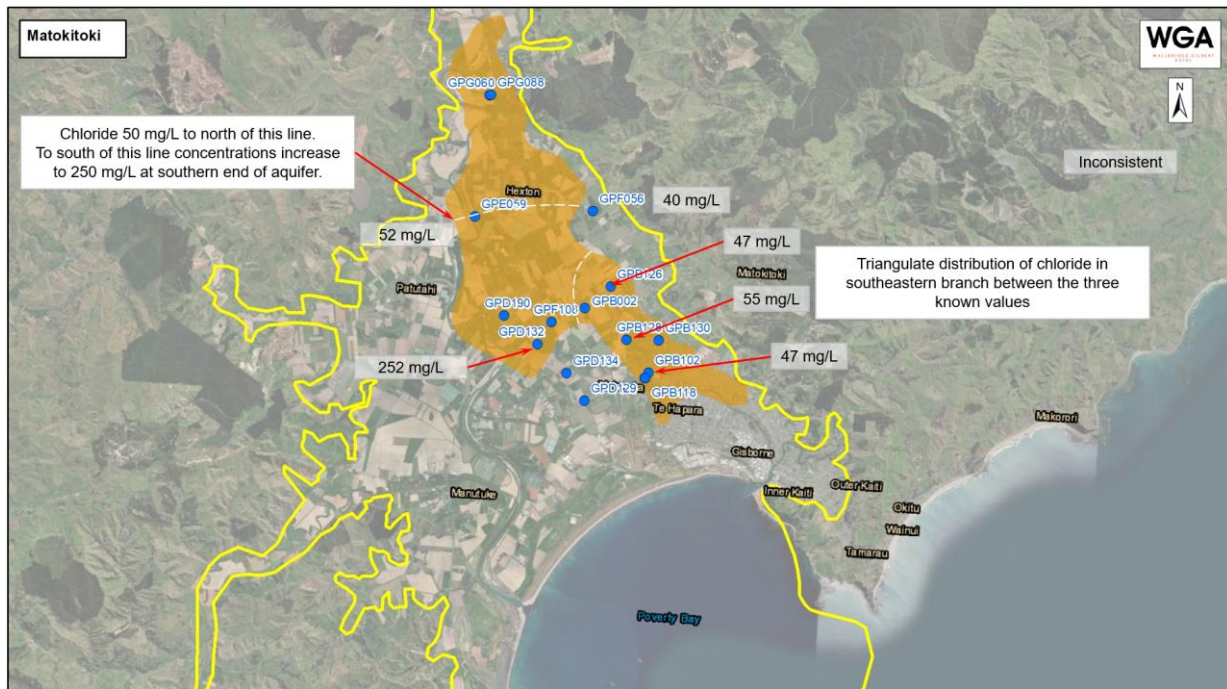 Matokitoki
WGA
WALLBRIDGE GILBERT
AZTEC
N
GPG060 GPG088
Chloride 50 mg/L to north of this line.
To south of this line concentrations increase
to 250 mg/L at southern end of aquifer.
Inconsistent
Hexton
GPE059
GPF056
40 mg/L
52 mg/L
47 mg/L
GPB126
Matokitoki
Triangulate distribution of chloride in
southeastern branch between the three
known values
Patutahi
GPB002
55 mg/L
GPD190
GPF108
GPD132
GPB128
GPB130
252 mg/L
GPD134
GPB102
47 mg/L
GPD129
GPB118
Te Hapara
Makorori
Gisborne
Manutuke
Inner Kaiti
Outer Kaiti
Okitu
Wainui
Tamarau
Poverty Bay